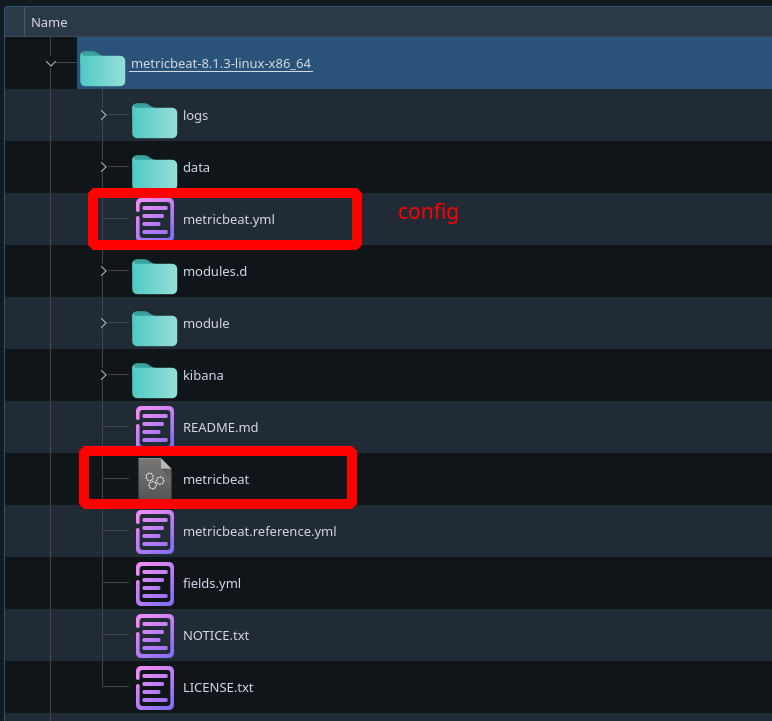 Name
metricbeat-8.1.3-linux-x86_64
logs
data
metricbeat.yml
config
modules.d
module
kibana
README.md
metricbeat
metricbeat.reference.yml
fields.yml
NOTICE.txt
LICENSE.txt